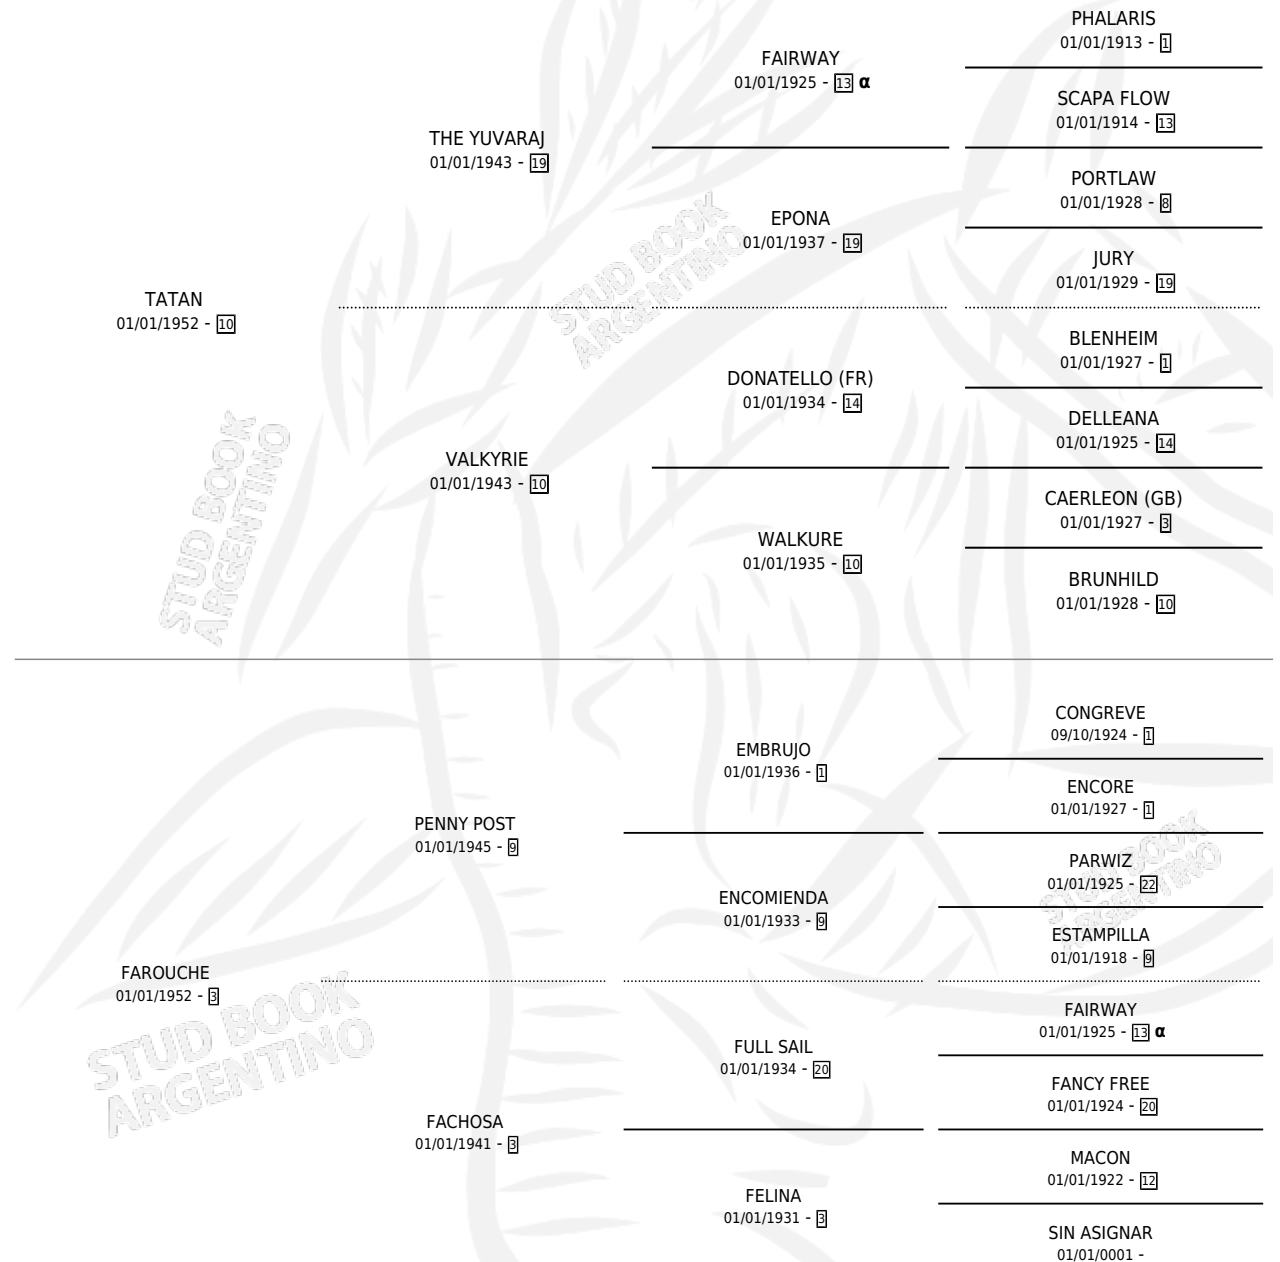 PHALARIS
01/01/1913 - 1
FAIRWAY
01/01/1925 - 13 α
SCAPA FLOW
01/01/1914 - 13
THE YUVARAJ
01/01/1943 - 19
PORTLAW
01/01/1928 - 8
EPONA
01/01/1937 - 19
JURY
01/01/1929 - 19
TATAN
01/01/1952 - 10
BLENHEIM
01/01/1927 - 1
DONATELLO (FR)
01/01/1934 - 14
DELLEANA
01/01/1925 - 14
VALKYRIE
01/01/1943 - 10
CAERLEON (GB)
01/01/1927 - 3
WALKURE
01/01/1935 - 10
BRUNHILD
01/01/1928 - 10
CONGREVE
09/10/1924 - 1
EMBRUJO
01/01/1936 - 1
ENCORE
01/01/1927 - 1
PENNY POST
01/01/1945 - 9
PARWIZ
01/01/1925 - 22
ENCOMIENDA
01/01/1933 - 9
ESTAMPILLA
01/01/1918 - 9
FAROUCHE
01/01/1952 - 3
FAIRWAY
01/01/1925 - 13 α
FULL SAIL
01/01/1934 - 20
FANCY FREE
01/01/1924 - 20
FACHOSA
01/01/1941 - 3
MACON
01/01/1922 - 12
FELINA
01/01/1931 - 3
SIN ASIGNAR
01/01/0001 -
STUD BOOK
ARGENTINO
STUD BOOK
ARGENTINO
STUD BOOK
ARGENTINO
STUD BOOK
ARGENTINO